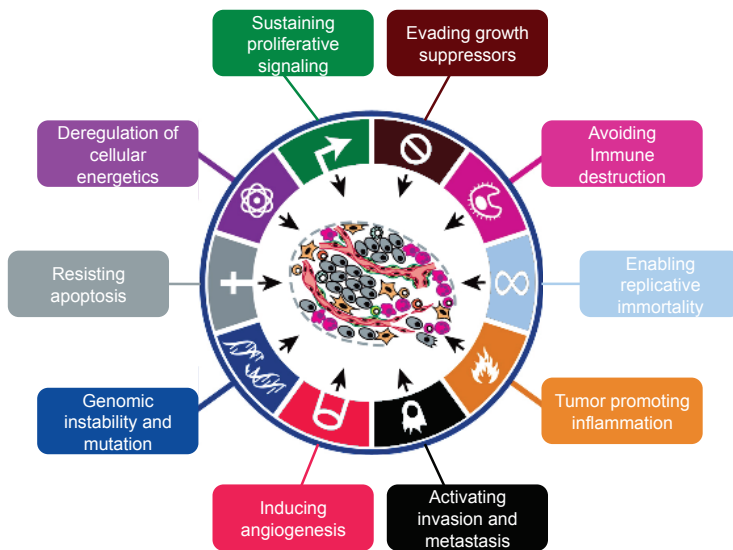 Sustaining
proliferative
signaling
Evading growth
suppressors
Deregulation of
cellular
energetics
Avoiding
Immune
destruction
Resisting
apoptosis
Enabling
replicative
immortality
Genomic
instability and
mutation
Tumor promoting
inflammation
Inducing
angiogenesis
Activating
invasion and
metastasis